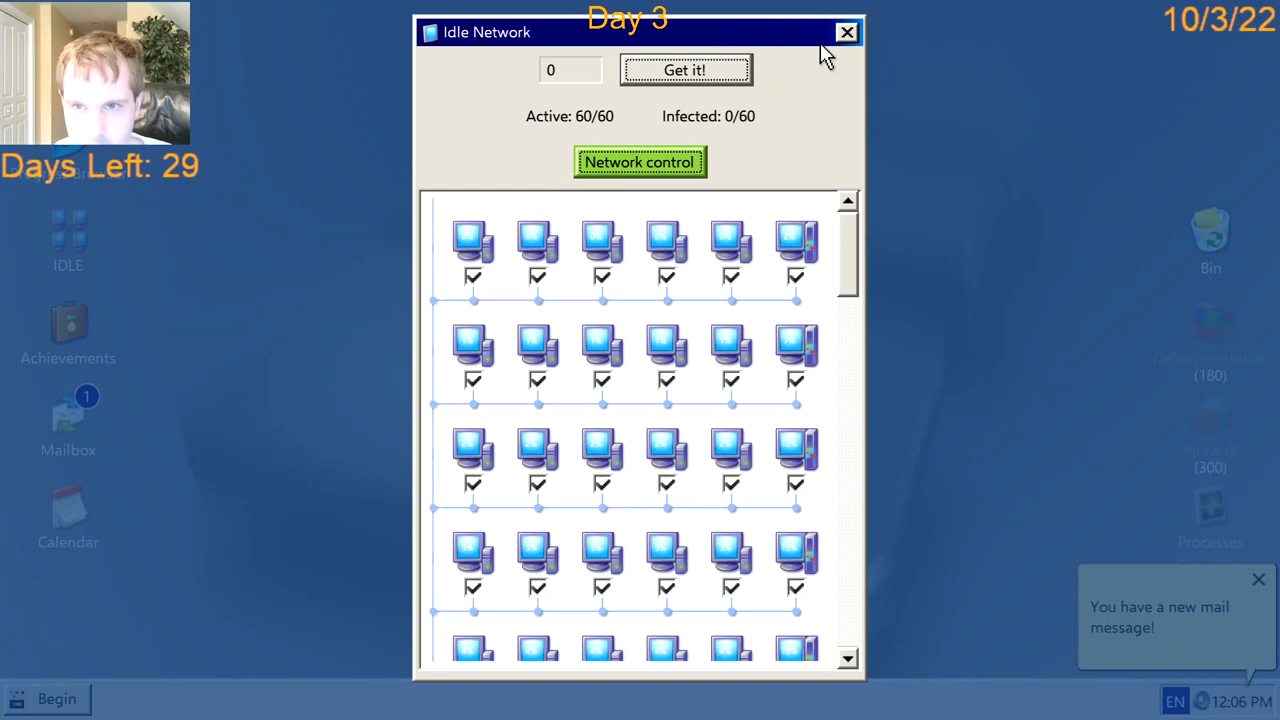 Day 3
10/3/22
Idle Network
0
Get it!
Active: 60/60
Infected: 0/60
Network control
Days Left: 29
IDLE
Achievements
1
Mailbox
Calendar
Bin
(180)
(300)
Processes
You have a new mail
message!
Begin
EN
12:06 PM